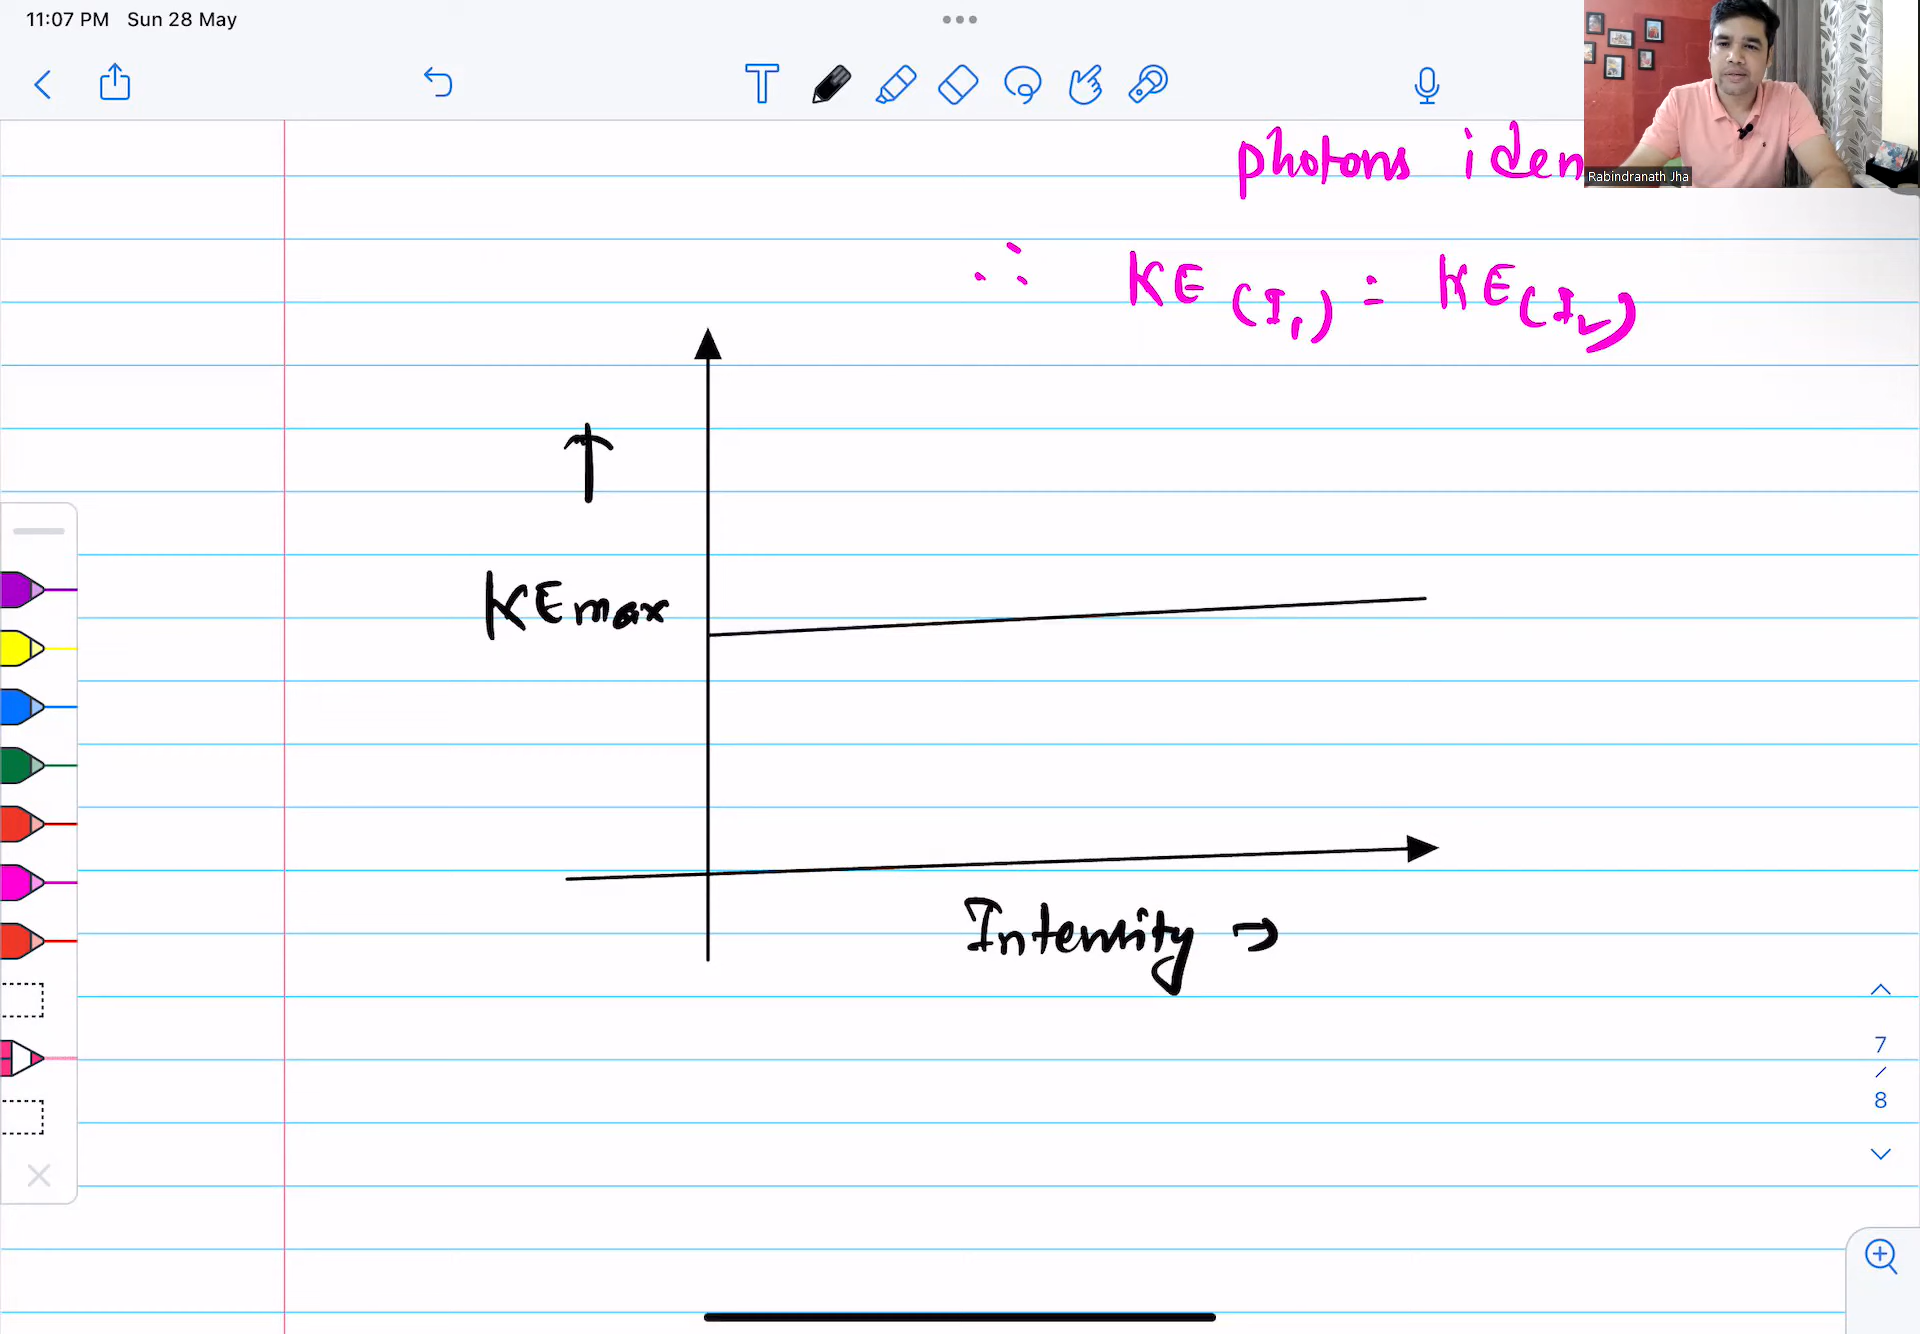 11:07 PM Sun 28 May
T
Rabindranath Jha
photons iden
∴ KE (I₁) = KE (I₂)
↑
KEmax
Intensity →
7
/
8